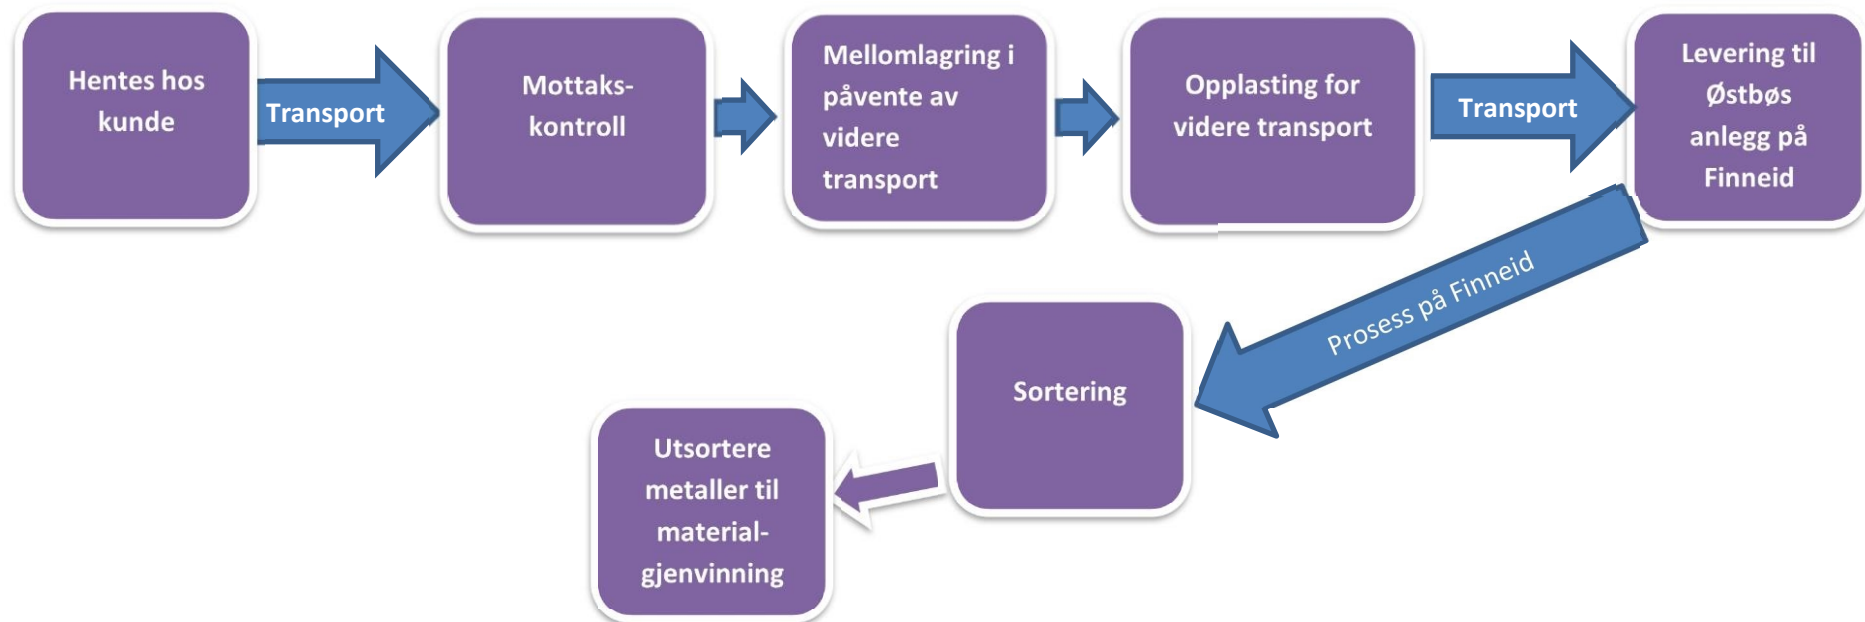 Hentes hos
kunde
Transport
Mottaks-
kontroll
Mellomlagring i
påvente av
videre
transport
Opplasting for
videre transport
Transport
Levering til
Østbøs
anlegg på
Finneid
Prosess på Finneid
Sortering
Utsortere
metaller til
material-
gjenvinning